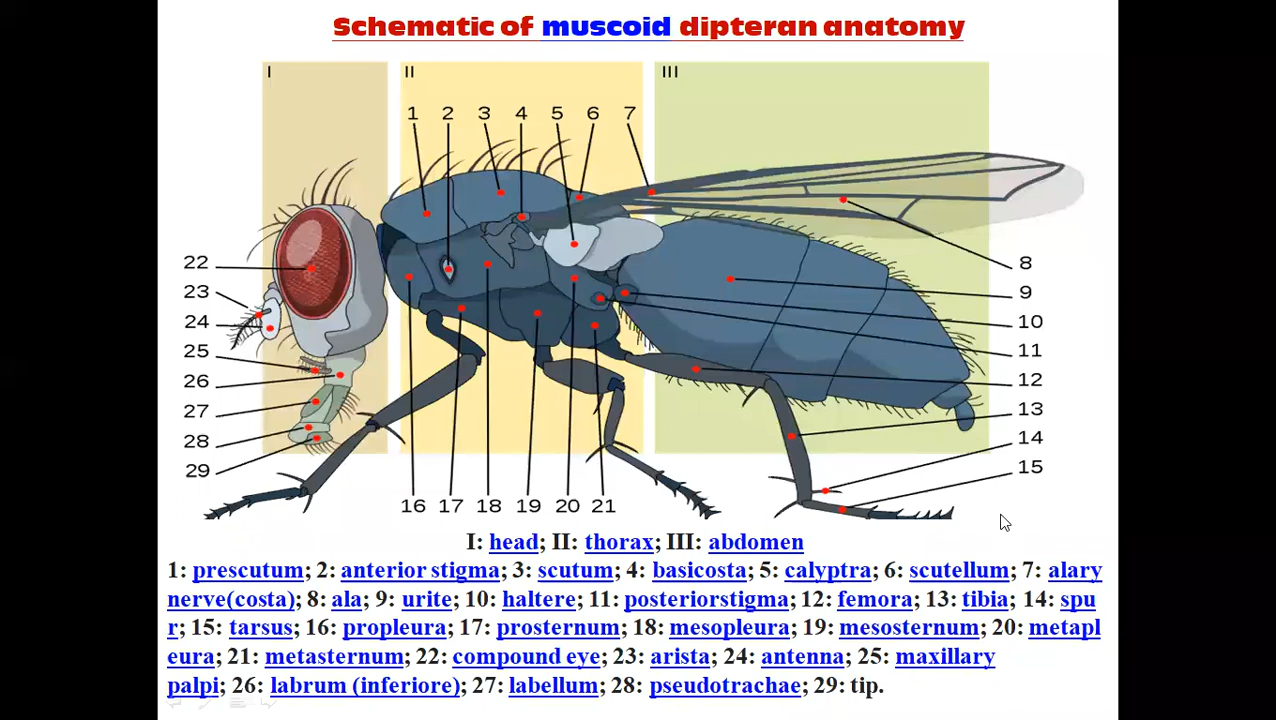 Schematic of muscoid dipteran anatomy
I II III
1 2 3 4 5 6 7
22
23
24
25
26
27
28
29
8
9
10
11
12
13
14
15
16 17 18 19 20 21
I: head; II: thorax; III: abdomen
1: prescutum; 2: anterior stigma; 3: scutum; 4: basicosta; 5: calyptra; 6: scutellum; 7: alary
nerve(costa); 8: ala; 9: urite; 10: haltere; 11: posteriorstigma; 12: femora; 13: tibia; 14: spu
r; 15: tarsus; 16: propleura; 17: prosternum; 18: mesopleura; 19: mesosternum; 20: metapl
eura; 21: metasternum; 22: compound eye; 23: arista; 24: antenna; 25: maxillary
palpi; 26: labrum (inferiore); 27: labellum; 28: pseudotrachae; 29: tip.